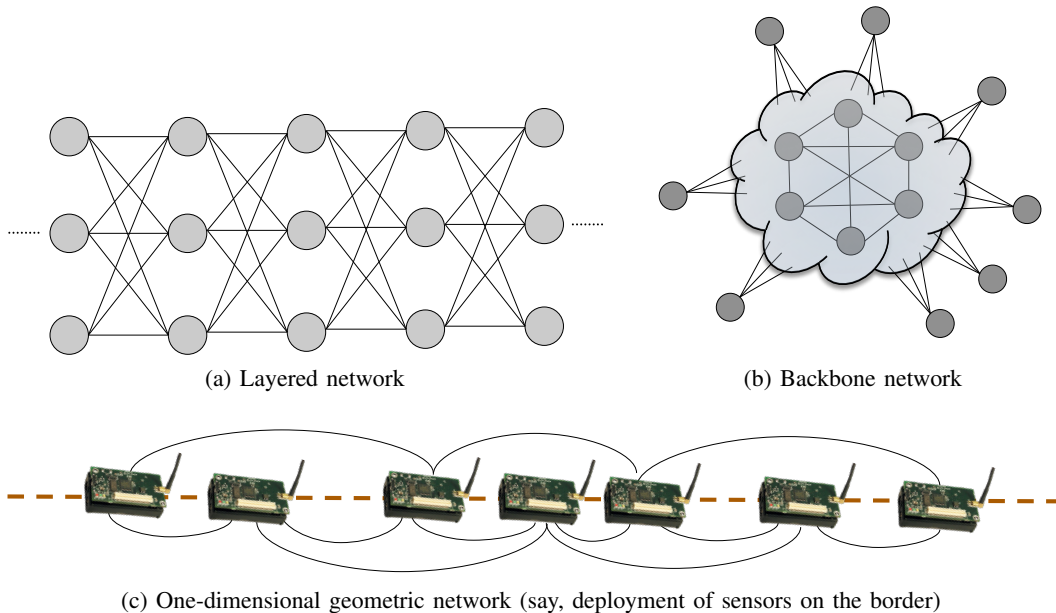 (a) Layered network
(b) Backbone network
(c) One-dimensional geometric network (say, deployment of sensors on the border)